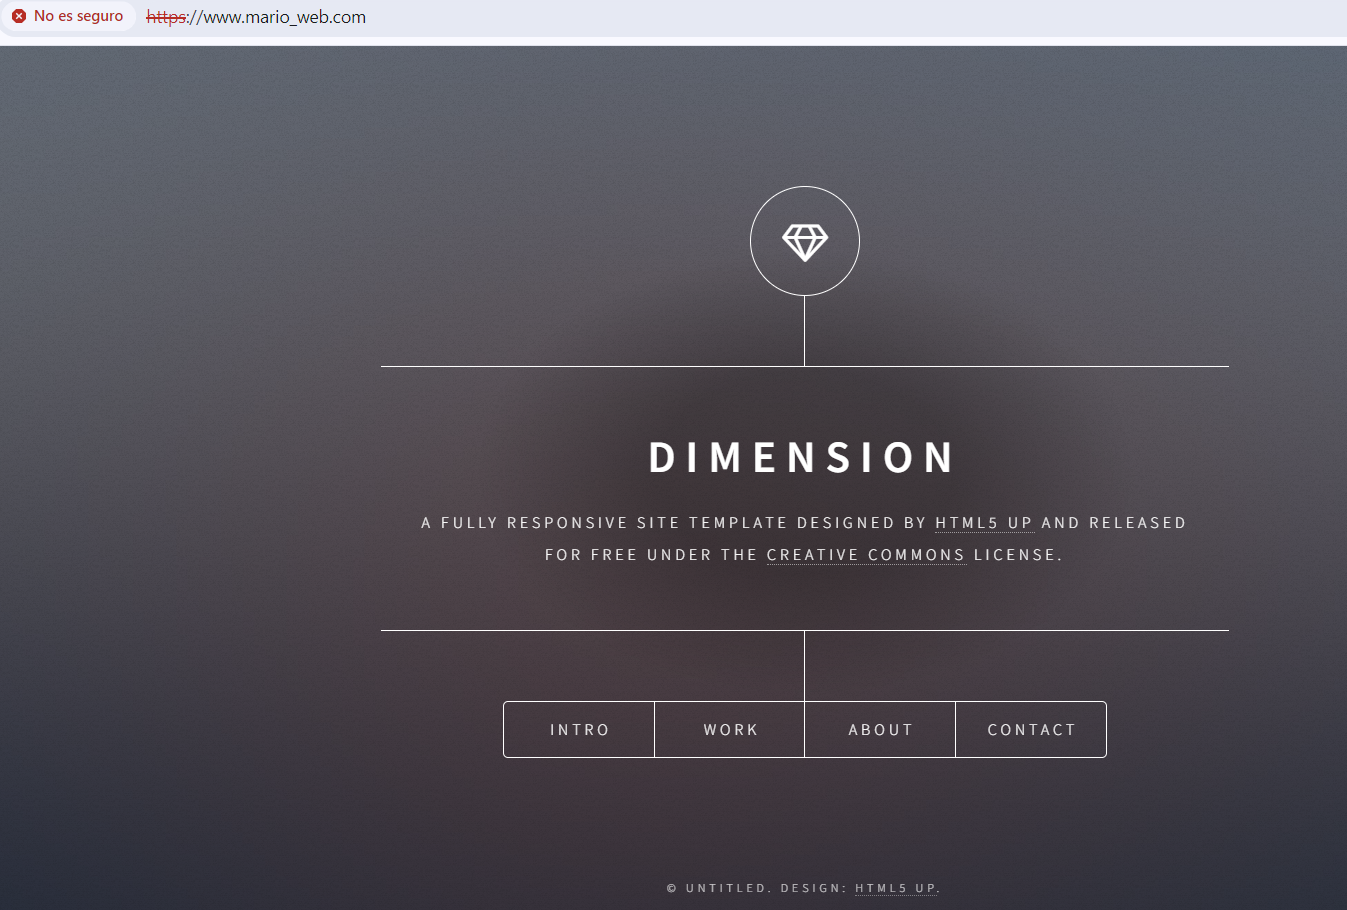 No es seguro https://www.mario_web.com
DIMENSION
A FULLY RESPONSIVE SITE TEMPLATE DESIGNED BY HTML5 UP AND RELEASED
FOR FREE UNDER THE CREATIVE COMMONS LICENSE.
INTRO WORK ABOUT CONTACT
© UNTITLED. DESIGN: HTML5 UP.